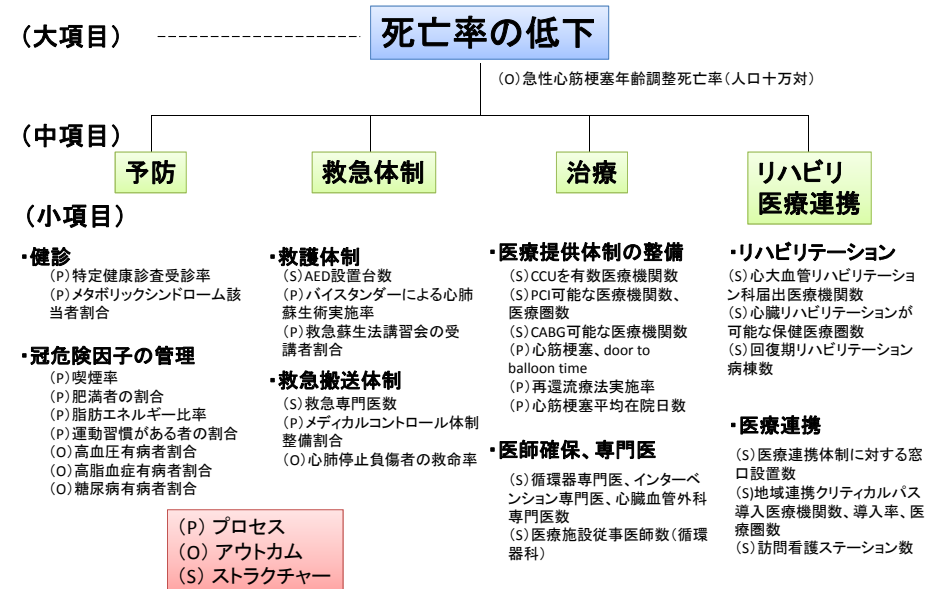 （大項目）
死亡率の低下
（O）急性心筋梗塞年齢調整死亡率（人口十万対）
（中項目）
予防
救急体制
治療
リハビリ
医療連携
（小項目）
・健診
（P）特定健康診査受診率
（P）メタボリックシンドローム該
当者割合
・冠危険因子の管理
（P）喫煙率
（P）肥満者の割合
（P）脂肪エネルギー比率
（P）運動習慣がある者の割合
（O）高血圧有病者割合
（O）高脂血症有病者割合
（O）糖尿病有病者割合
・救護体制
（S）AED設置台数
（P）バイスタンダーによる心肺
蘇生術実施率
（P）救急蘇生法講習会の受
講者割合
・救急搬送体制
（S）救急専門医数
（P）メディカルコントロール体制
整備割合
（O）心肺停止負傷者の救命率
・医療提供体制の整備
（S）CCUを有数医療機関数
（S）PCI可能な医療機関数、
医療圏数
（S）CABG可能な医療機関数
（P）心筋梗塞、door to
balloon time
（P）再還流療法実施率
（P）心筋梗塞平均在院日数
・医師確保、専門医
（S）循環器専門医、インターベ
ンション専門医、心臓血管外科
専門医数
（S）医療施設従事医師数（循環
器科）
・リハビリテーション
（S）心大血管リハビリテーショ
ン科届出医療機関数
（S）心臓リハビリテーションが
可能な保健医療圏数
（S）回復期リハビリテーション
病棟数
・医療連携
（S）医療連携体制に対する窓
口設置数
（S)地域連携クリティカルパス
導入医療機関数、導入率、医
療圏数
（S）訪問看護ステーション数
（P） プロセス
（O） アウトカム
（S） ストラクチャー